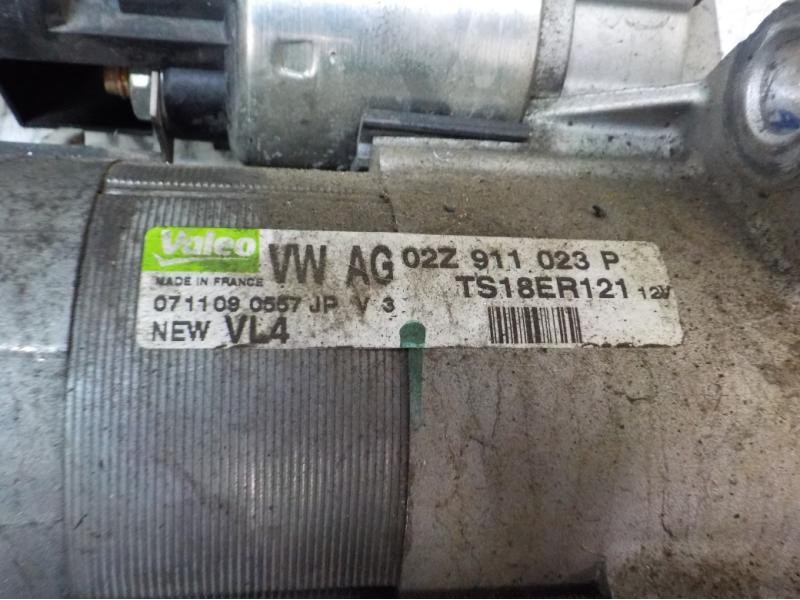 Valeo VW AG 02Z 911 023 P
MADE IN FRANCE TS18ER121 12V
071109 0557 JP V 3
NEW VL4